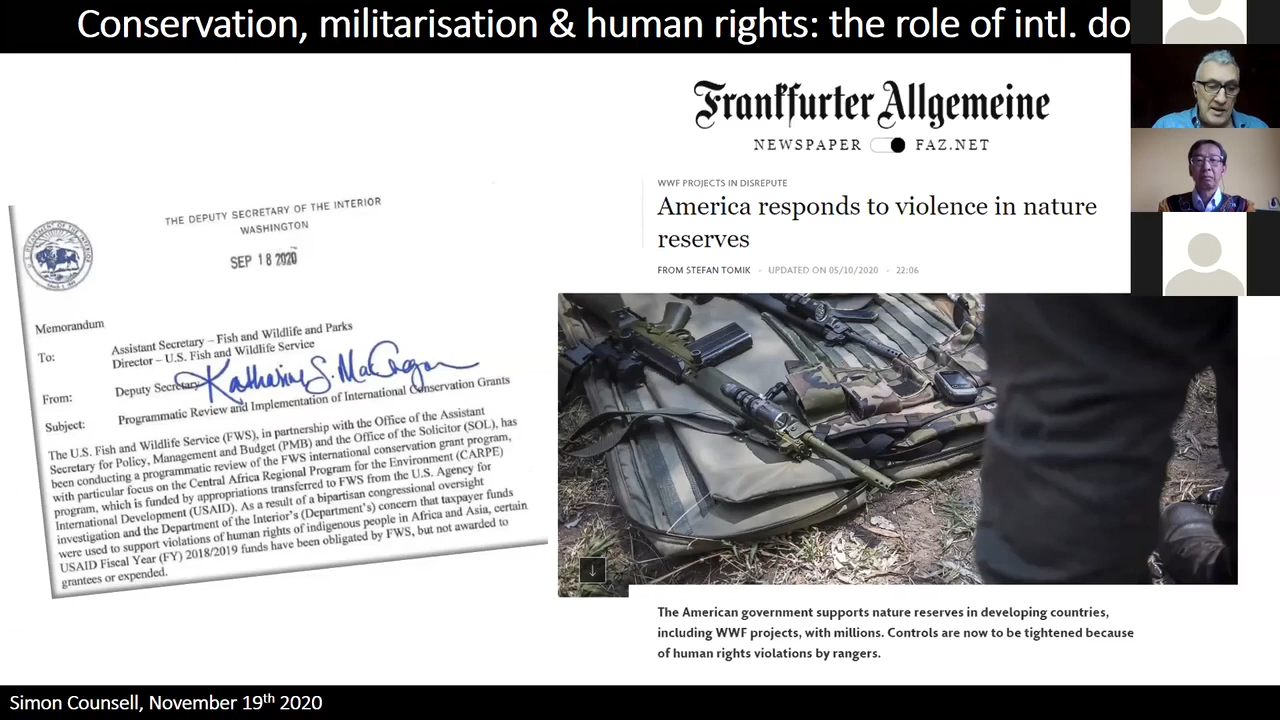 Conservation, militarisation & human rights: the role of intl. do
THE DEPUTY SECRETARY OF THE INTERIOR
WASHINGTON
SEP 18 2020
Memorandum
To: Assistant Secretary – Fish and Wildlife and Parks
Director – U.S. Fish and Wildlife Service
From: Deputy Secretary Katharine S. MacGregor
Subject: Programmatic Review and Implementation of International Conservation Grants
The U.S. Fish and Wildlife Service (FWS), in partnership with the Office of the Assistant
Secretary for Policy, Management and Budget (PMB) and the Office of the Solicitor (SOL), has
been conducting a programmatic review of the FWS international conservation grant program,
with particular focus on the Central Africa Regional Program for the Environment (CARPE)
program, which is funded by appropriations transferred to FWS from the U.S. Agency for
International Development (USAID). As a result of a bipartisan congressional oversight
investigation and the Department of the Interior's (Department's) concern that taxpayer funds
were used to support violations of human rights of indigenous people in Africa and Asia, certain
USAID Fiscal Year (FY) 2018/2019 funds have been obligated by FWS, but not awarded to
grantees or expended.
Frankfurter Allgemeine
NEWSPAPER FAZ.NET
WWF PROJECTS IN DISREPUTE
America responds to violence in nature
reserves
FROM STEFAN TOMIK - UPDATED ON 05/10/2020 - 22:06
The American government supports nature reserves in developing countries,
including WWF projects, with millions. Controls are now to be tightened because
of human rights violations by rangers.
Simon Counsell, November 19th 2020